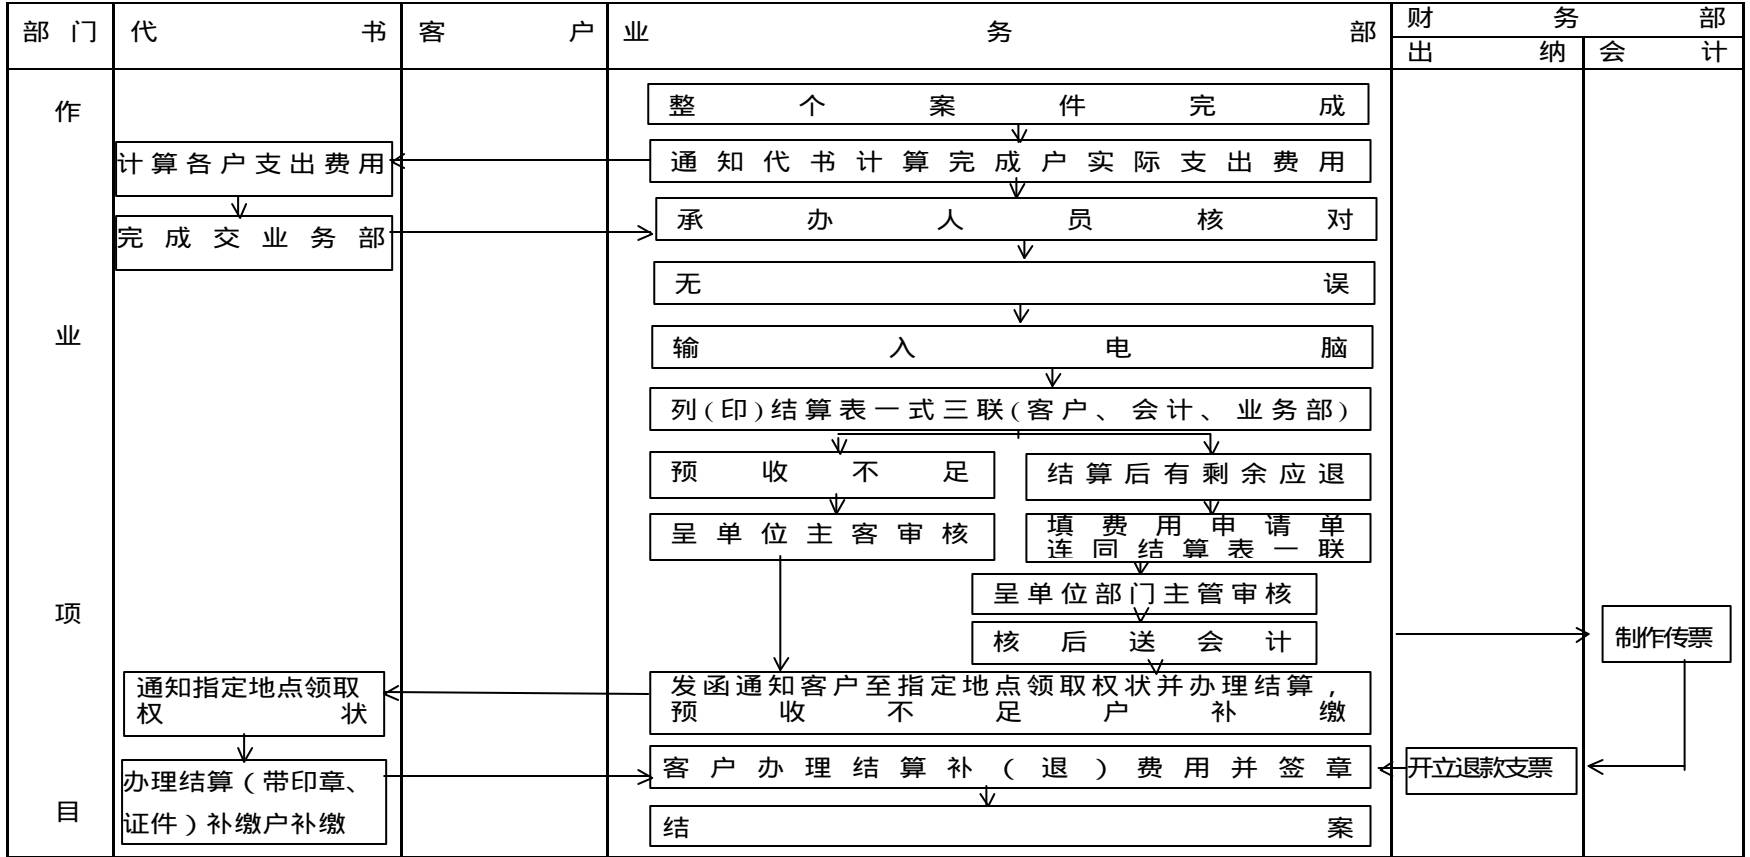 部门 代书 客户 业务部 财务部
出纳 会计
作
业
项
目
整个案件完成
计算各户支出费用
通知代书计算完成户实际支出费用
完成交业务部
承办人员核对
无误
输入电脑
列(印)结算表一式三联(客户、会计、业务部)
预收不足
结算后有剩余应退
呈单位主客审核
填费用申请单
连同结算表一联
呈单位部门主管审核
核后送会计
制作传票
通知指定地点领取
权状
发函通知客户至指定地点领取权状并办理结算,
预收不足户补缴
办理结算(带印章、
证件)补缴户补缴
客户办理结算补(退)费用并签章
开立退款支票
结案